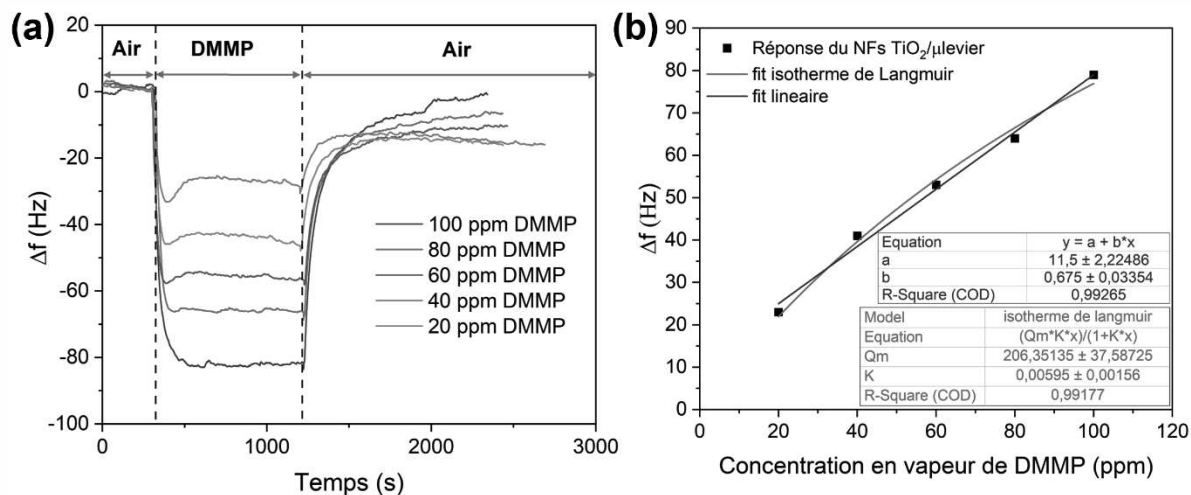 (a)
20
0
-20
-40
-60
-80
-100
Δf (Hz)
Air
DMMP
Air
100 ppm DMMP
80 ppm DMMP
60 ppm DMMP
40 ppm DMMP
20 ppm DMMP
0
1000
2000
3000
Temps (s)
(b)
90
80
70
60
50
40
30
20
10
0
Δf (Hz)
Réponse du NFs TiO₂/µlevier
fit isotherme de Langmuir
fit lineaire
Equation y = a + b*x
a 11,5 ± 2,22486
b 0,675 ± 0,03354
R-Square (COD) 0,99265
Model isotherme de langmuir
Equation (Qm*K*x)/(1+K*x)
Qm 206,35135 ± 37,58725
K 0,00595 ± 0,00156
R-Square (COD) 0,99177
0 20 40 60 80 100 120
Concentration en vapeur de DMMP (ppm)